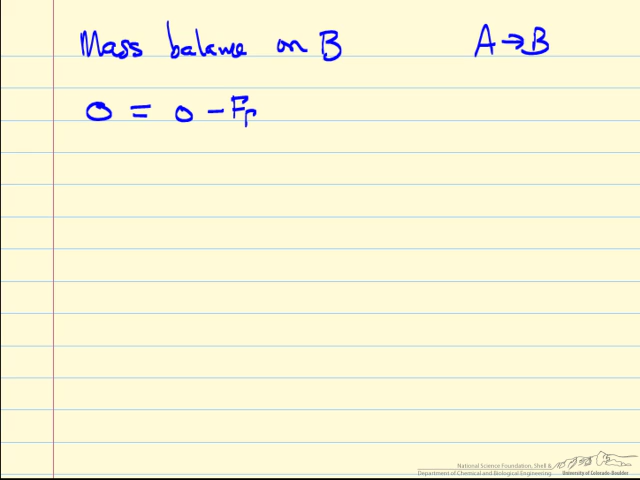 Mass balance on B
A → B
0 = 0 - Fp
National Science Foundation, Shell &
Department of Chemical and Biological Engineering
University of Colorado-Boulder